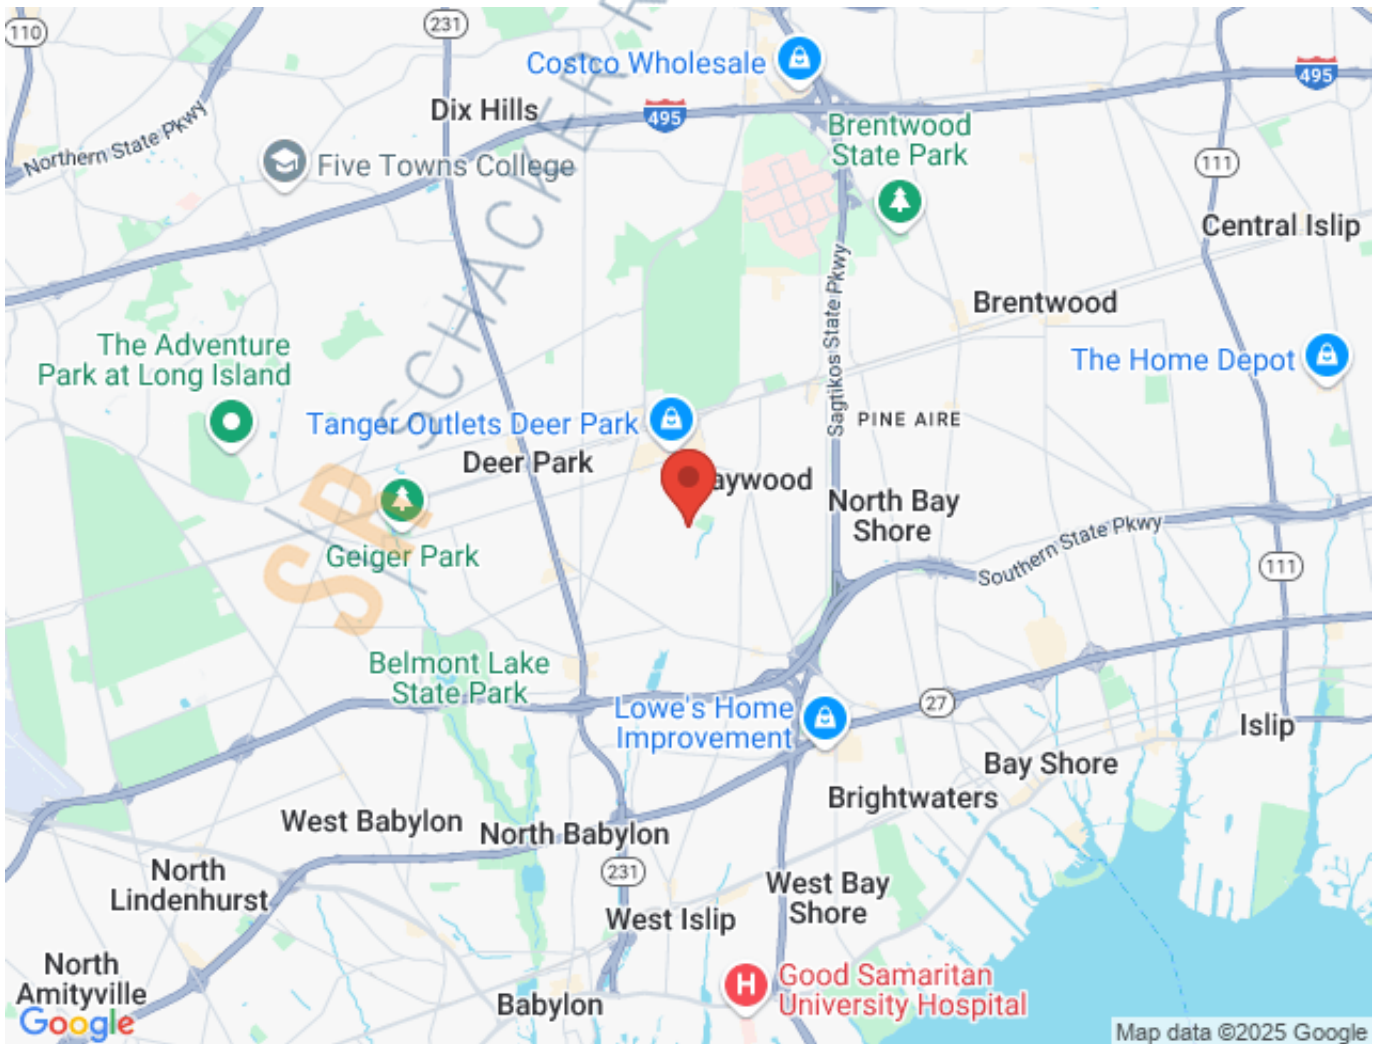 110
231
Costco Wholesale
495
Dix Hills
495
Brentwood
State Park
Northern State Pkwy
Five Towns College
111
Central Islip
SCHACKER R
Sagtikos State Pkwy
Brentwood
The Adventure
Park at Long Island
The Home Depot
Tanger Outlets Deer Park
PINE AIRE
Deer Park
aywood
North Bay
Shore
SR
Geiger Park
Southern State Pkwy
111
Belmont Lake
State Park
Lowe's Home
Improvement
27
Islip
Bay Shore
Brightwaters
West Babylon
North Babylon
231
North
Lindenhurst
West Bay
Shore
West Islip
North
Amityville
Babylon
Good Samaritan
University Hospital
Google
Map data ©2025 Google